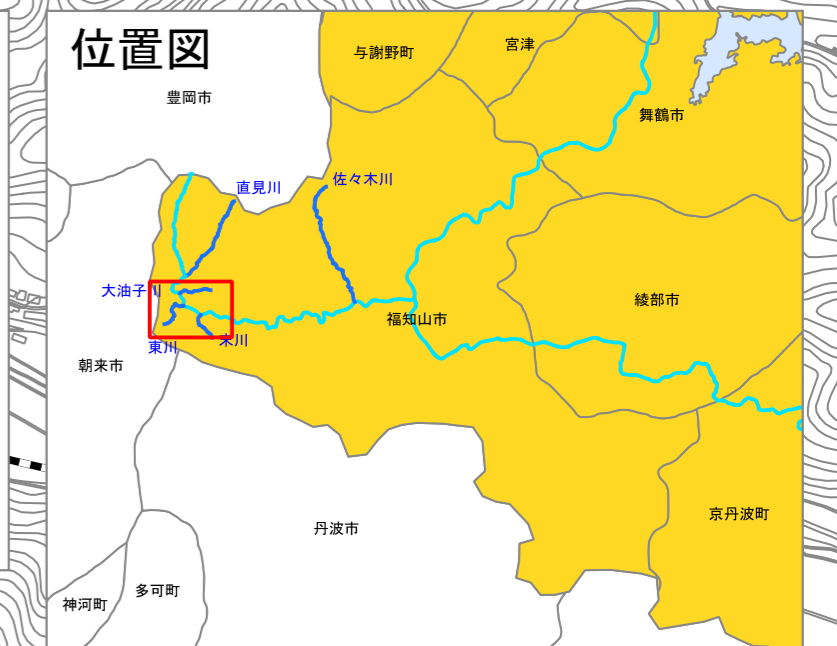 位置図
与謝野町
宮津
豊岡市
舞鶴市
佐々木川
直見川
大油子川
綾部市
福知山市
東川
末川
朝来市
京丹波町
丹波市
多可町
神河町